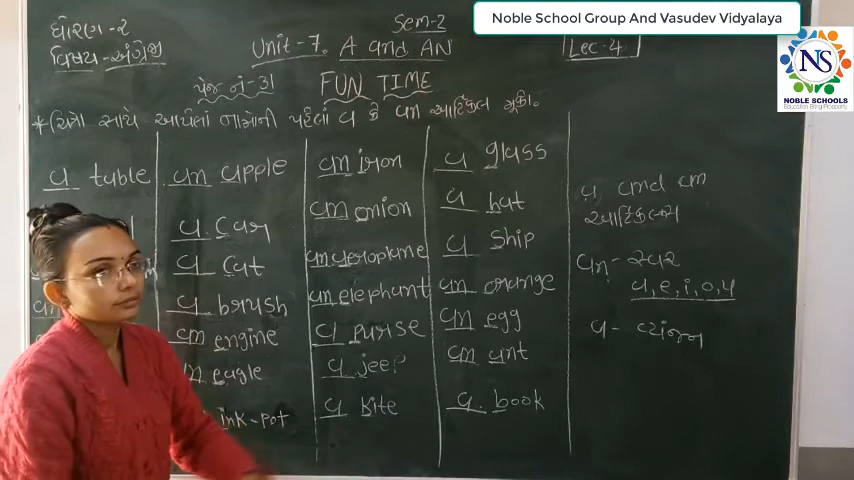 Noble School Group And Vasudev Vidyalaya
NS
NOBLE SCHOOLS
ધોરણ-૨
Sem-2
વિષય-અંગ્રેજી
Unit-7. A and AN
Lec-4
પેજ નં-૩૧
FUN TIME
*ચિત્રો સાથે આપેલાં નામોની પહેલાં a કે an આર્ટિકલ મૂકો.
a table
an apple
a car
a cat
a brush
an engine
eagle
ink-pot
an iron
an onion
an aeroplane
an elephant
a purse
a jeep
a kite
a glass
a hat
a ship
an orange
an egg
an ant
a book
a, and an
આર્ટિકલ્સ
an - સ્વર
a, e, i, o, u
a - વ્યંજન